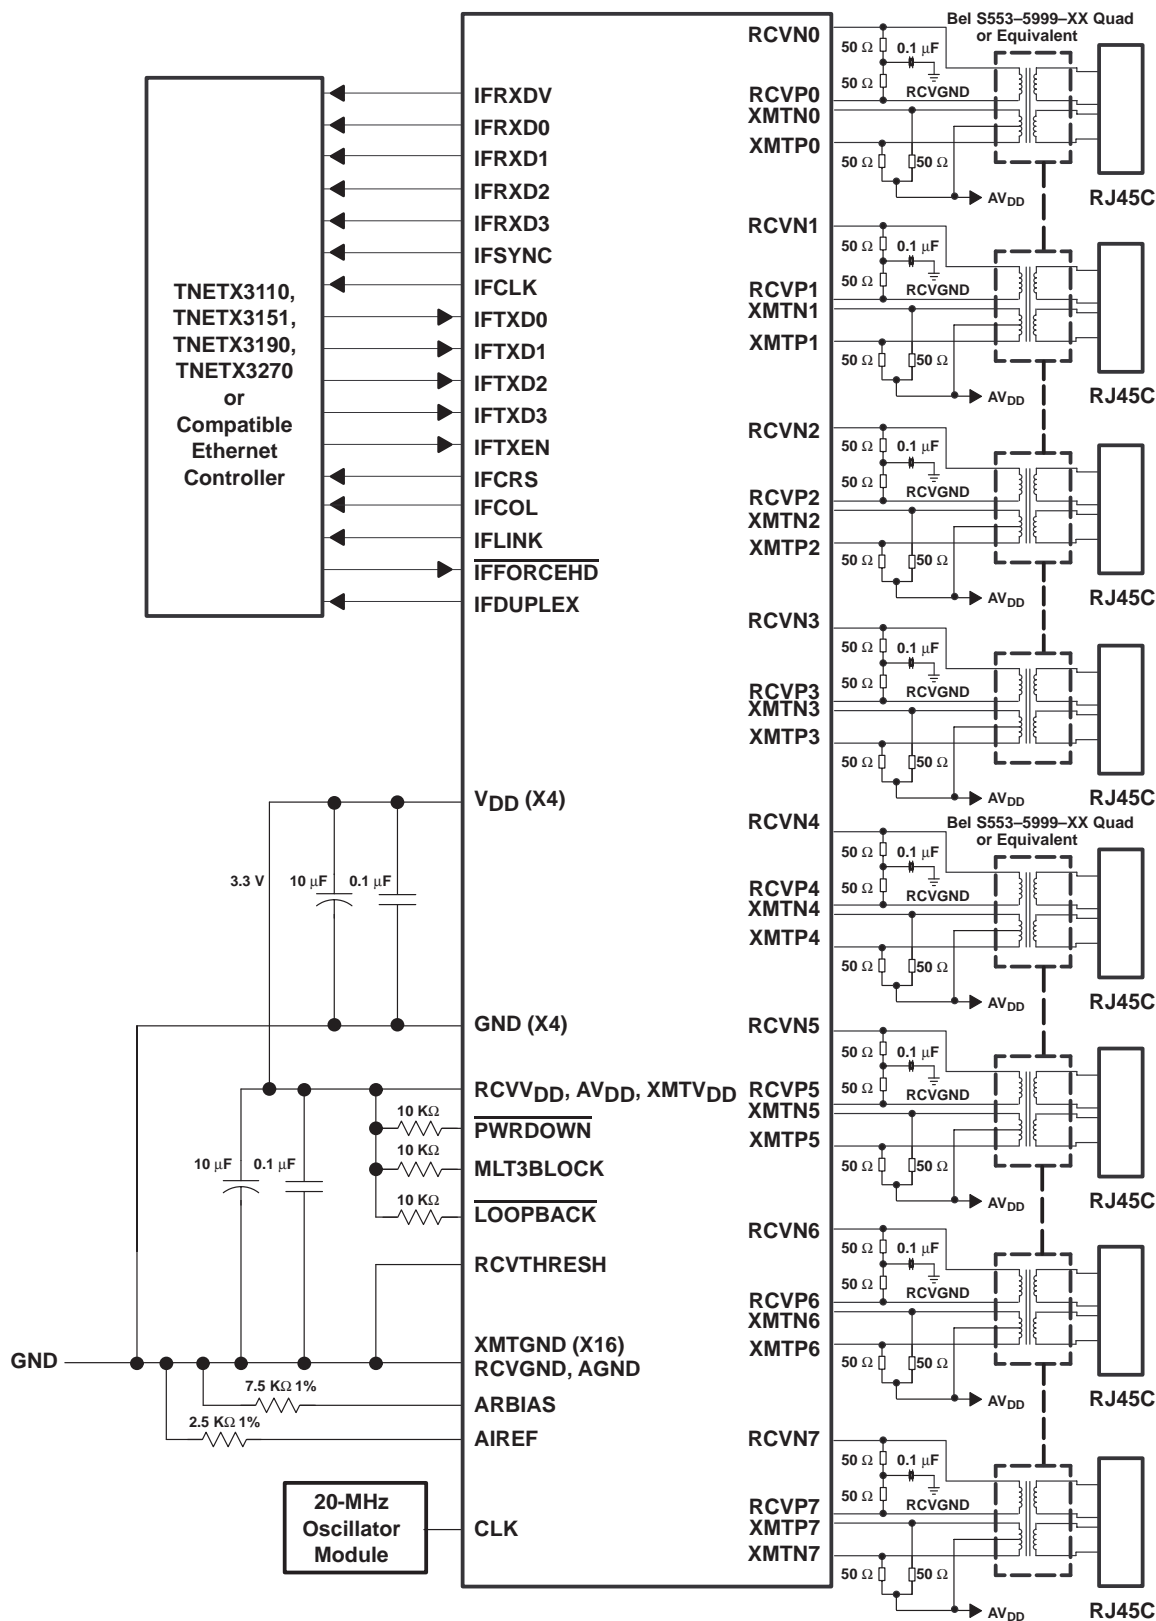 Bel S553–5999–XX Quad
or Equivalent
RCVN0
50 Ω
0.1 μF
50 Ω
RCVGND
RCVP0
XMTN0
XMTP0
50 Ω
50 Ω
AVDD
RJ45C
RCVN1
50 Ω
0.1 μF
50 Ω
RCVGND
RCVP1
XMTN1
XMTP1
50 Ω
50 Ω
AVDD
RJ45C
RCVN2
50 Ω
0.1 μF
50 Ω
RCVGND
RCVP2
XMTN2
XMTP2
50 Ω
50 Ω
AVDD
RJ45C
RCVN3
50 Ω
0.1 μF
50 Ω
RCVGND
RCVP3
XMTN3
XMTP3
50 Ω
50 Ω
AVDD
RJ45C
Bel S553–5999–XX Quad
or Equivalent
RCVN4
50 Ω
0.1 μF
50 Ω
RCVGND
RCVP4
XMTN4
XMTP4
50 Ω
50 Ω
AVDD
RJ45C
RCVN5
50 Ω
0.1 μF
50 Ω
RCVGND
RCVP5
XMTN5
XMTP5
50 Ω
50 Ω
AVDD
RJ45C
RCVN6
50 Ω
0.1 μF
50 Ω
RCVGND
RCVP6
XMTN6
XMTP6
50 Ω
50 Ω
AVDD
RJ45C
RCVN7
50 Ω
0.1 μF
50 Ω
RCVGND
RCVP7
XMTP7
XMTN7
50 Ω
50 Ω
AVDD
RJ45C
TNETX3110,
TNETX3151,
TNETX3190,
TNETX3270
or
Compatible
Ethernet
Controller
IFRXDV
IFRXD0
IFRXD1
IFRXD2
IFRXD3
IFSYNC
IFCLK
IFTXD0
IFTXD1
IFTXD2
IFTXD3
IFTXEN
IFCRS
IFCOL
IFLINK
IFFORCEHD
IFDUPLEX
VDD (X4)
3.3 V
10 μF
0.1 μF
GND (X4)
RCVVDD, AVDD, XMTVDD
10 KΩ
PWRDOWN
10 KΩ
MLT3BLOCK
10 μF
0.1 μF
10 KΩ
LOOPBACK
RCVTHRESH
XMTGND (X16)
GND
RCVGND, AGND
7.5 KΩ 1%
ARBIAS
2.5 KΩ 1%
AIREF
20-MHz
Oscillator
Module
CLK